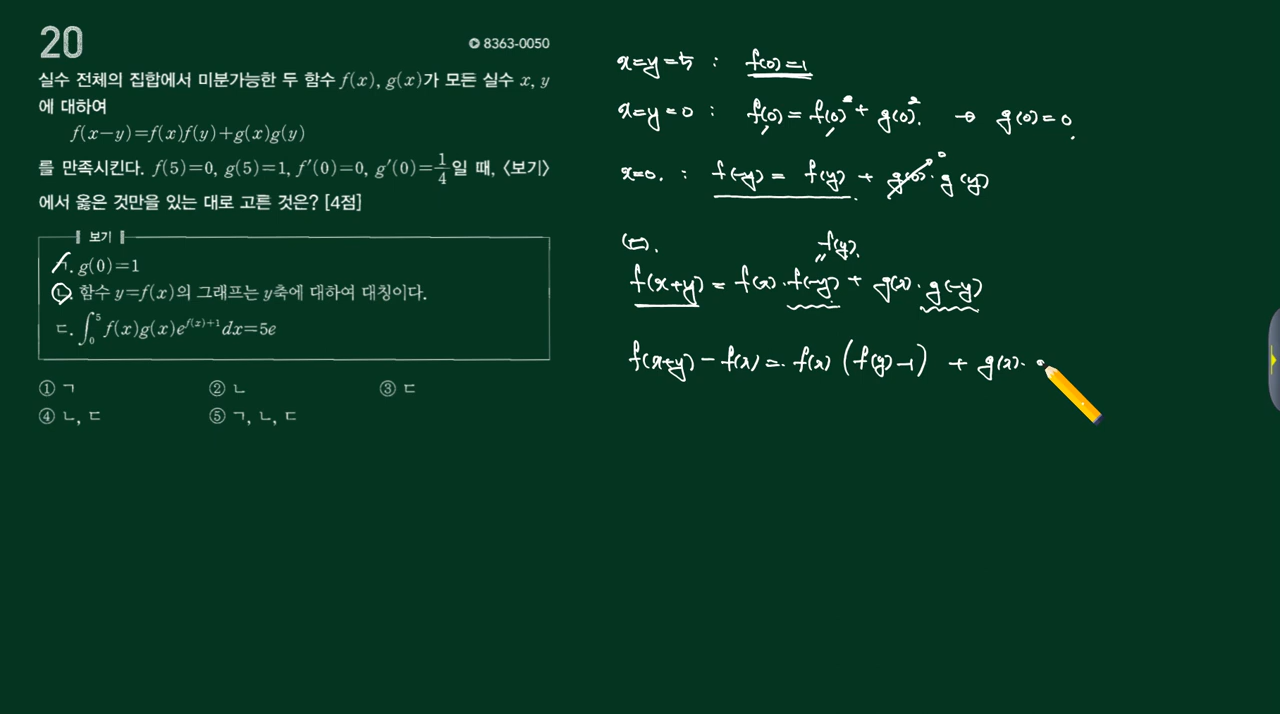 20
8363-0050
실수 전체의 집합에서 미분가능한 두 함수 f(x), g(x)가 모든 실수 x, y
에 대하여
f(x-y)=f(x)f(y)+g(x)g(y)
를 만족시킨다. f(5)=0, g(5)=1, f'(0)=0, g'(0)=1/4일 때, <보기>
에서 옳은 것만을 있는 대로 고른 것은? [4점]
보기
ㄱ. g(0)=1
ㄴ. 함수 y=f(x)의 그래프는 y축에 대하여 대칭이다.
ㄷ. ∫₀⁵ f(x)g(x)e^{f(x)+1}dx=5e
① ㄱ ② ㄴ ③ ㄷ
④ ㄴ, ㄷ ⑤ ㄱ, ㄴ, ㄷ
x=y=5 : f(0)=1
x=y=0 : f(0) = f(0)² + g(0)². → g(0)=0.
x=0. : f(-y) = f(y) + g(0)·g(y)
0
(ㄷ).
f(y).
f(x+y) = f(x)·f(-y) + g(x)·g(-y)
f(x+y) - f(x) = f(x) (f(y)-1) + g(x)·